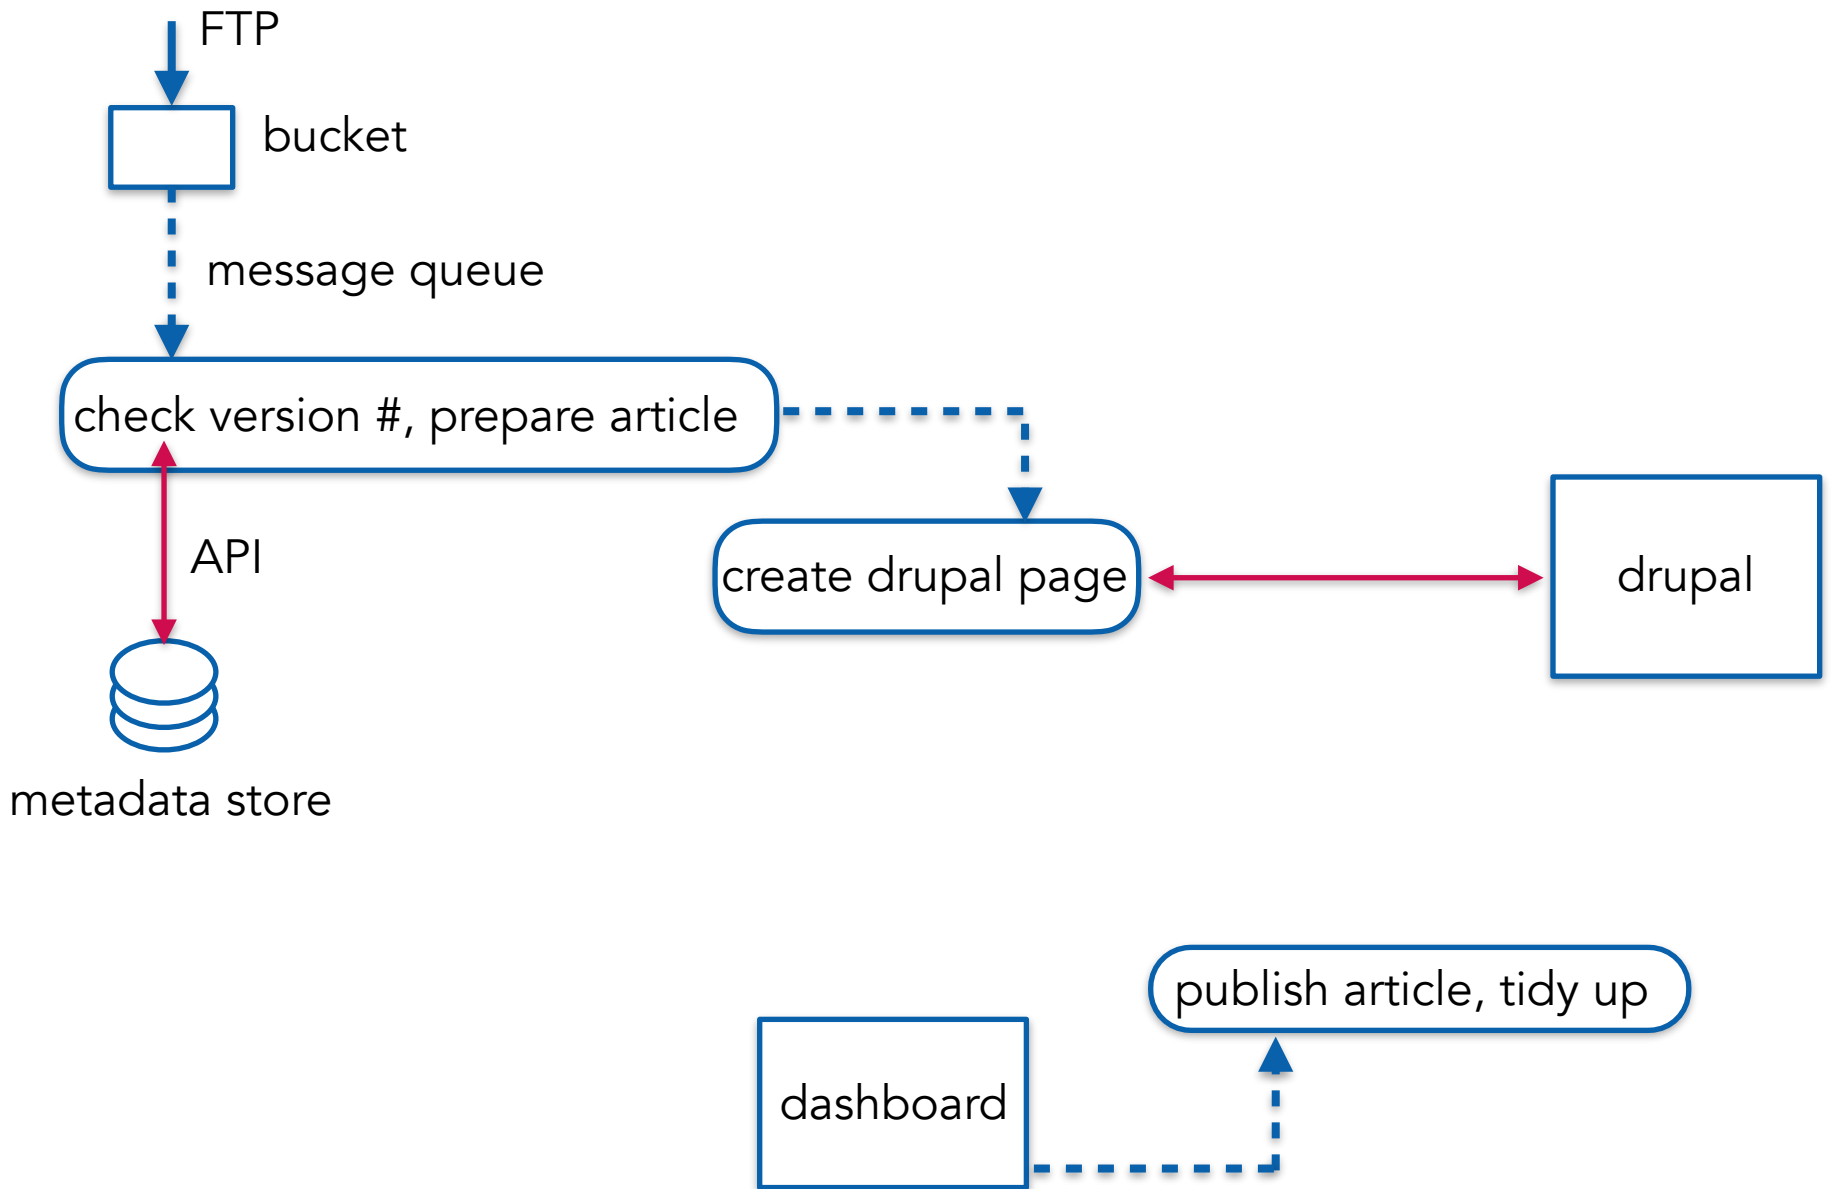 FTP
bucket
message queue
check version #, prepare article
API
create drupal page
drupal
metadata store
publish article, tidy up
dashboard